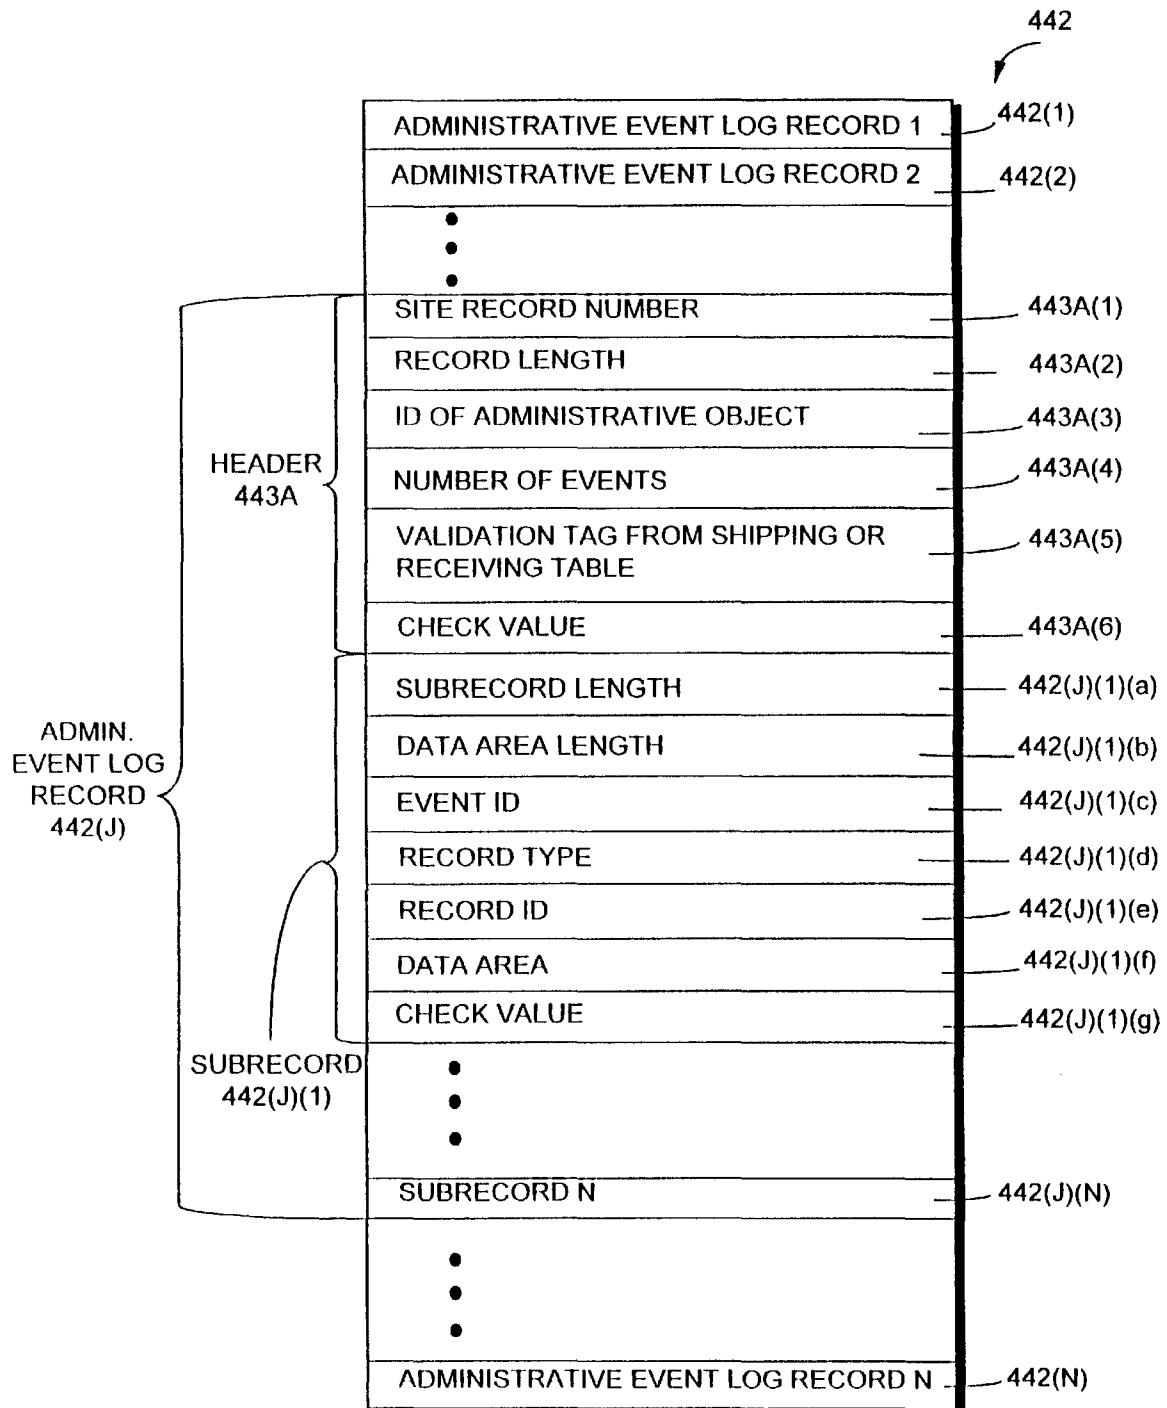 442
ADMINISTRATIVE EVENT LOG RECORD 1 442(1)
ADMINISTRATIVE EVENT LOG RECORD 2 442(2)
SITE RECORD NUMBER 443A(1)
RECORD LENGTH 443A(2)
ID OF ADMINISTRATIVE OBJECT 443A(3)
HEADER
443A
NUMBER OF EVENTS 443A(4)
VALIDATION TAG FROM SHIPPING OR
RECEIVING TABLE
443A(5)
CHECK VALUE 443A(6)
ADMIN.
EVENT LOG
RECORD
442(J)
SUBRECORD LENGTH 442(J)(1)(a)
DATA AREA LENGTH 442(J)(1)(b)
EVENT ID 442(J)(1)(c)
RECORD TYPE 442(J)(1)(d)
RECORD ID 442(J)(1)(e)
DATA AREA 442(J)(1)(f)
CHECK VALUE 442(J)(1)(g)
SUBRECORD
442(J)(1)
SUBRECORD N 442(J)(N)
ADMINISTRATIVE EVENT LOG RECORD N 442(N)